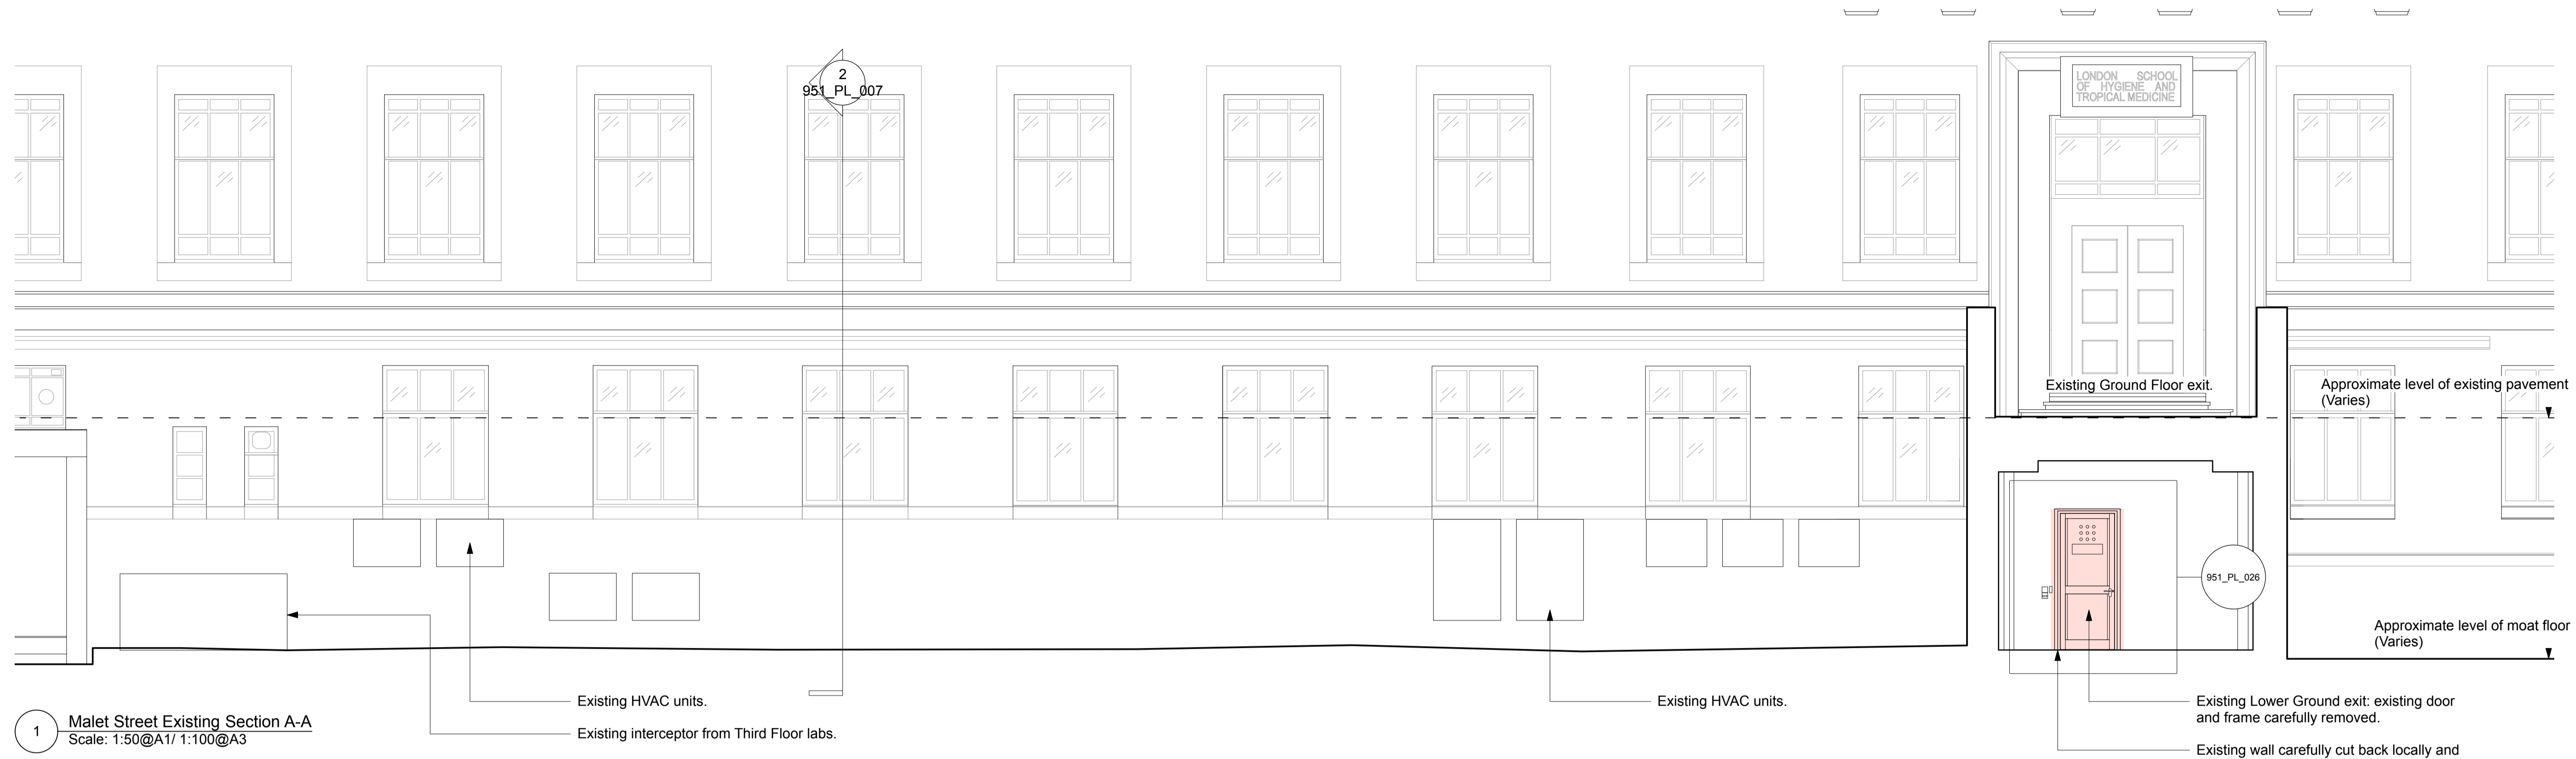 2
951_PL_007
LONDON SCHOOL
OF HYGIENE AND
TROPICAL MEDICINE
Existing Ground Floor exit.
Approximate level of existing pavement
(Varies)
951_PL_026
Approximate level of moat floor
(Varies)
Existing HVAC units.
Existing HVAC units.
Existing Lower Ground exit: existing door
and frame carefully removed.
1
Malet Street Existing Section A-A
Scale: 1:50@A1/ 1:100@A3
Existing interceptor from Third Floor labs.
Existing wall carefully cut back locally and